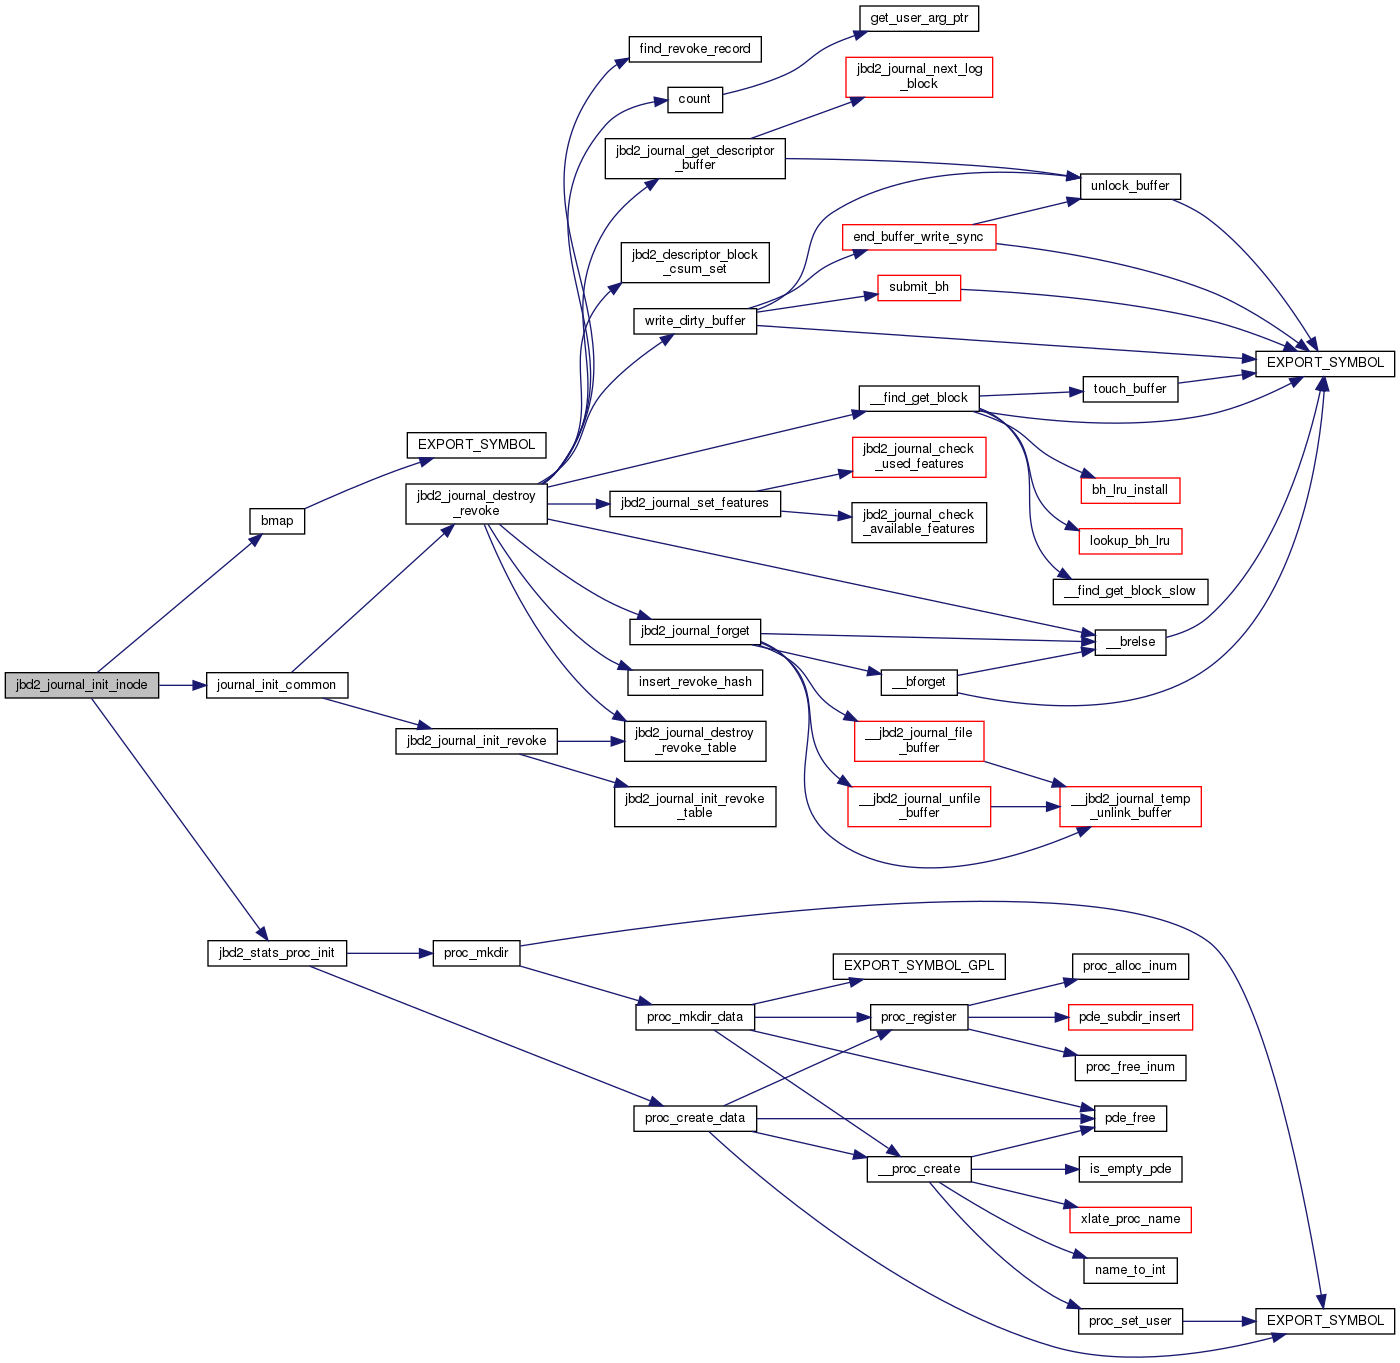 get_user_arg_ptr
find_revoke_record
jbd2_journal_next_log
_block
count
jbd2_journal_get_descriptor
_buffer
unlock_buffer
end_buffer_write_sync
jbd2_descriptor_block
_csum_set
submit_bh
write_dirty_buffer
EXPORT_SYMBOL
touch_buffer
__find_get_block
EXPORT_SYMBOL
jbd2_journal_check
_used_features
bh_lru_install
jbd2_journal_destroy
_revoke
jbd2_journal_set_features
bmap
jbd2_journal_check
_available_features
lookup_bh_lru
__find_get_block_slow
jbd2_journal_forget
__brelse
jbd2_journal_init_inode
journal_init_common
insert_revoke_hash
__bforget
jbd2_journal_init_revoke
jbd2_journal_destroy
_revoke_table
__jbd2_journal_file
_buffer
jbd2_journal_init_revoke
_table
__jbd2_journal_unfile
_buffer
__jbd2_journal_temp
_unlink_buffer
jbd2_stats_proc_init
proc_mkdir
EXPORT_SYMBOL_GPL
proc_alloc_inum
proc_mkdir_data
proc_register
pde_subdir_insert
proc_free_inum
proc_create_data
pde_free
__proc_create
is_empty_pde
xlate_proc_name
name_to_int
proc_set_user
EXPORT_SYMBOL